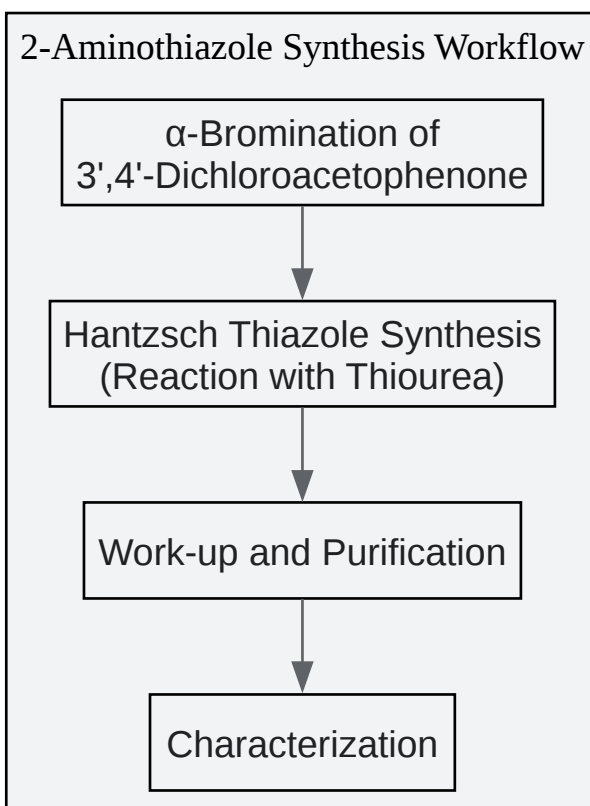 2-Aminothiazole Synthesis Workflow
α-Bromination of
3',4'-Dichloroacetophenone
Hantzsch Thiazole Synthesis
(Reaction with Thiourea)
Work-up and Purification
Characterization